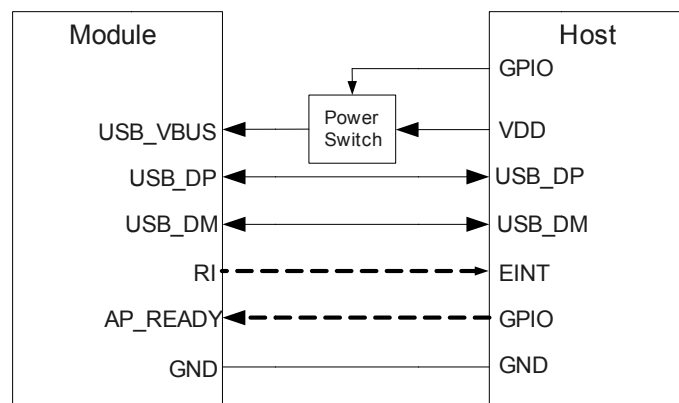 Module
Host
GPIO
Power
Switch
USB_VBUS
VDD
USB_DP
USB_DP
USB_DM
USB_DM
RI
EINT
AP_READY
GPIO
GND
GND